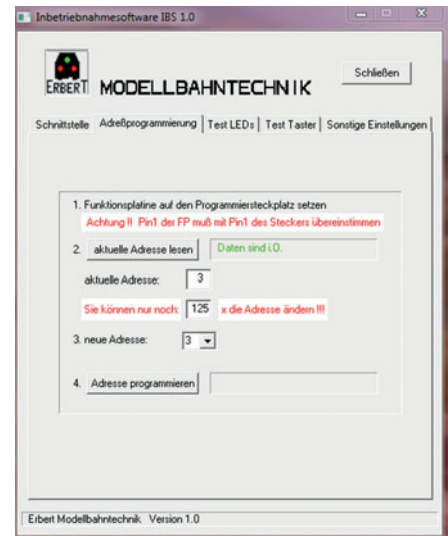 Inbetriebnahmesoftware IBS 1.0
ERBERT MODELLBAHNTECHNIK
Schließen
Schnittstelle Adreßprogrammierung Test LEDs Test Taster Sonstige Einstellungen
1. Funktionsplatine auf den Programmiersteckplatz setzen
Achtung !! Pin1 der FP muß mit Pin1 des Steckers übereinstimmen
2. aktuelle Adresse lesen Daten sind i.O.
aktuelle Adresse: 3
Sie können nur noch: 125 x die Adresse ändern !!!
3. neue Adresse: 3
4. Adresse programmieren
Erbert Modellbahntechnik Version 1.0